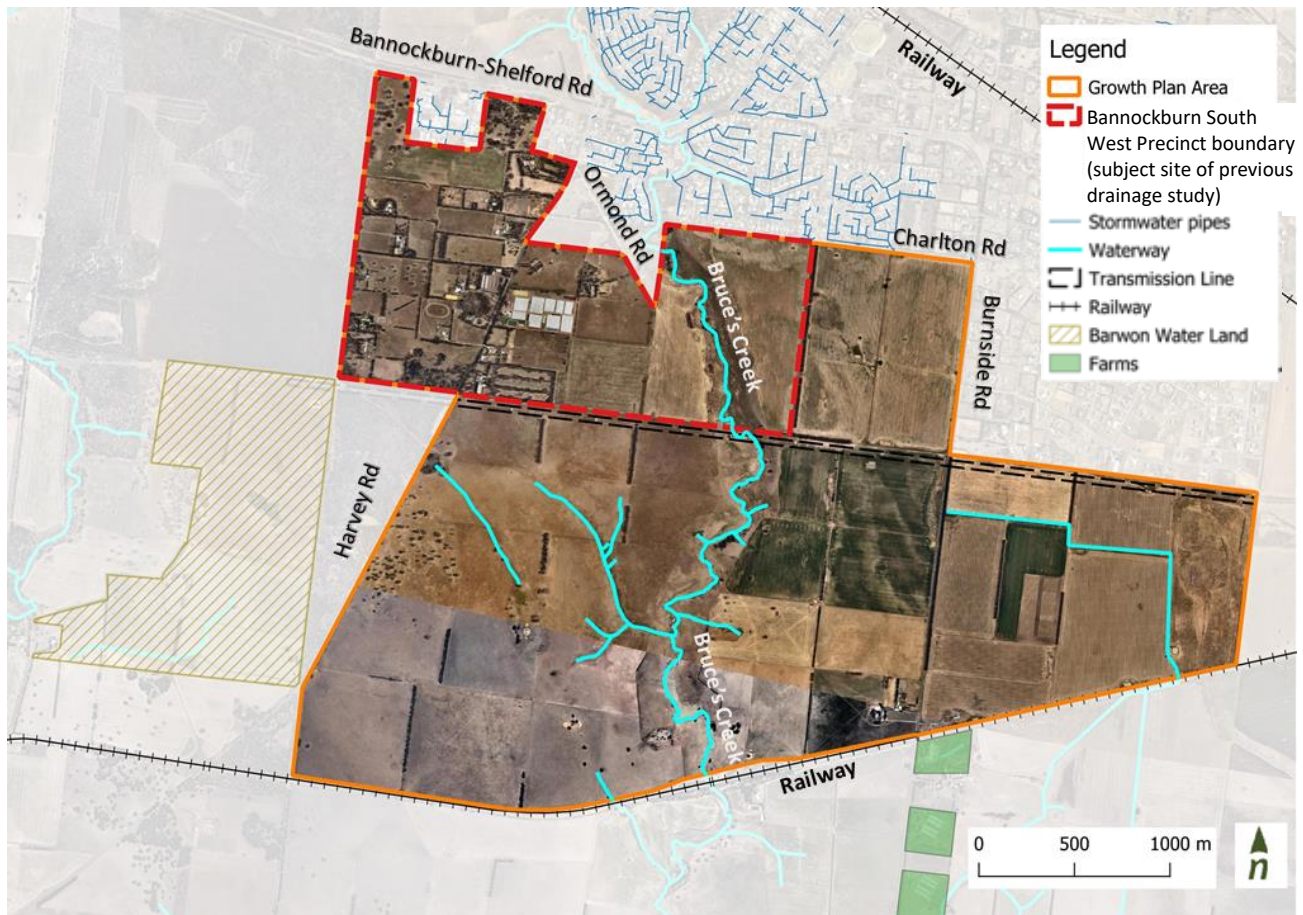 Bannockburn-Shelford Rd
Railway
Ormond Rd
Charlton Rd
Bruce's Creek
Burnside Rd
Harvey Rd
Bruce's Creek
Railway
Legend
Growth Plan Area
Bannockburn South
West Precinct boundary
(subject site of previous
drainage study)
Stormwater pipes
Waterway
Transmission Line
Railway
Barwon Water Land
Farms
0 500 1000 m
n